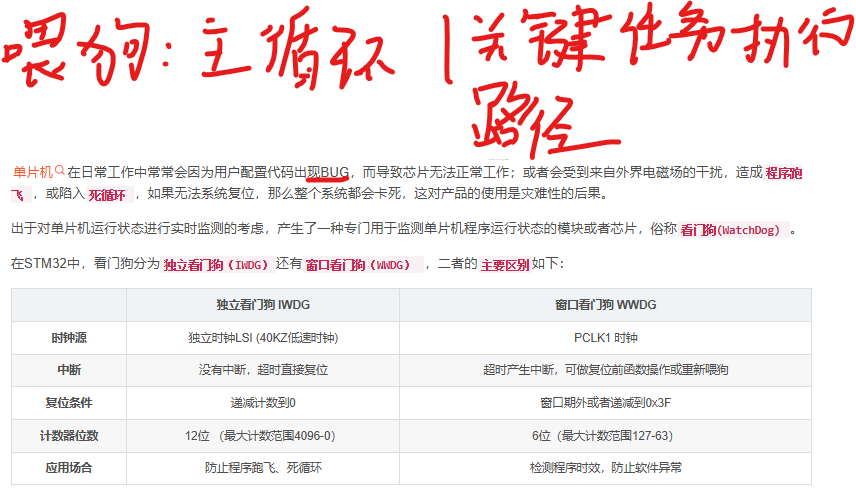 喂狗：主循环 | 关键任务执行
路径
单片机在日常工作中常常会因为用户配置代码出现BUG，而导致芯片无法正常工作；或者会受到来自外界电磁场的干扰，造成 程序跑
飞 ，或陷入 死循环 ，如果无法系统复位，那么整个系统都会卡死，这对产品的使用是灾难性的后果。
出于对单片机运行状态进行实时监测的考虑，产生了一种专门用于监测单片机程序运行状态的模块或者芯片，俗称 看门狗(WatchDog) 。
在STM32中，看门狗分为 独立看门狗（IWDG） 还有 窗口看门狗（WWDG） ，二者的 主要区别 如下：
独立看门狗 IWDG 窗口看门狗 WWDG
时钟源 独立时钟LSI (40KZ低速时钟) PCLK1 时钟
中断 没有中断，超时直接复位 超时产生中断，可做复位前函数操作或重新喂狗
复位条件 递减计数到0 窗口期外或者递减到0x3F
计数器位数 12位 （最大计数范围4096-0） 6位（最大计数范围127-63）
应用场合 防止程序跑飞、死循环 检测程序时效，防止软件异常